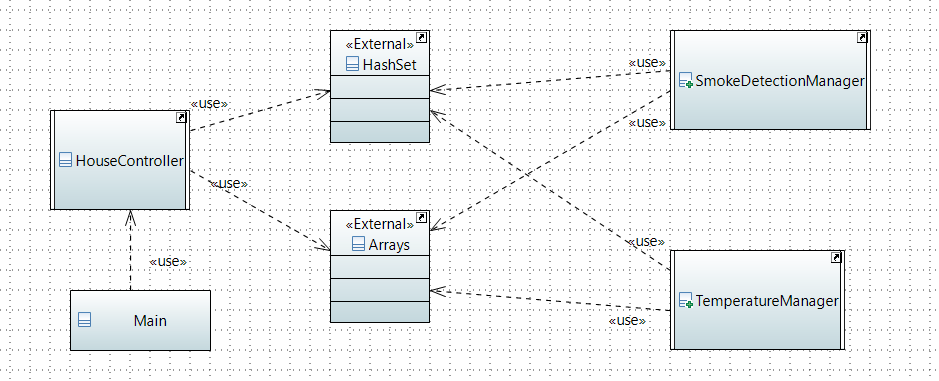 «External»
HashSet
«use»
SmokeDetectionManager
«use»
«use»
HouseController
«use»
«External»
Arrays
«use»
«use»
Main
TemperatureManager
«use»